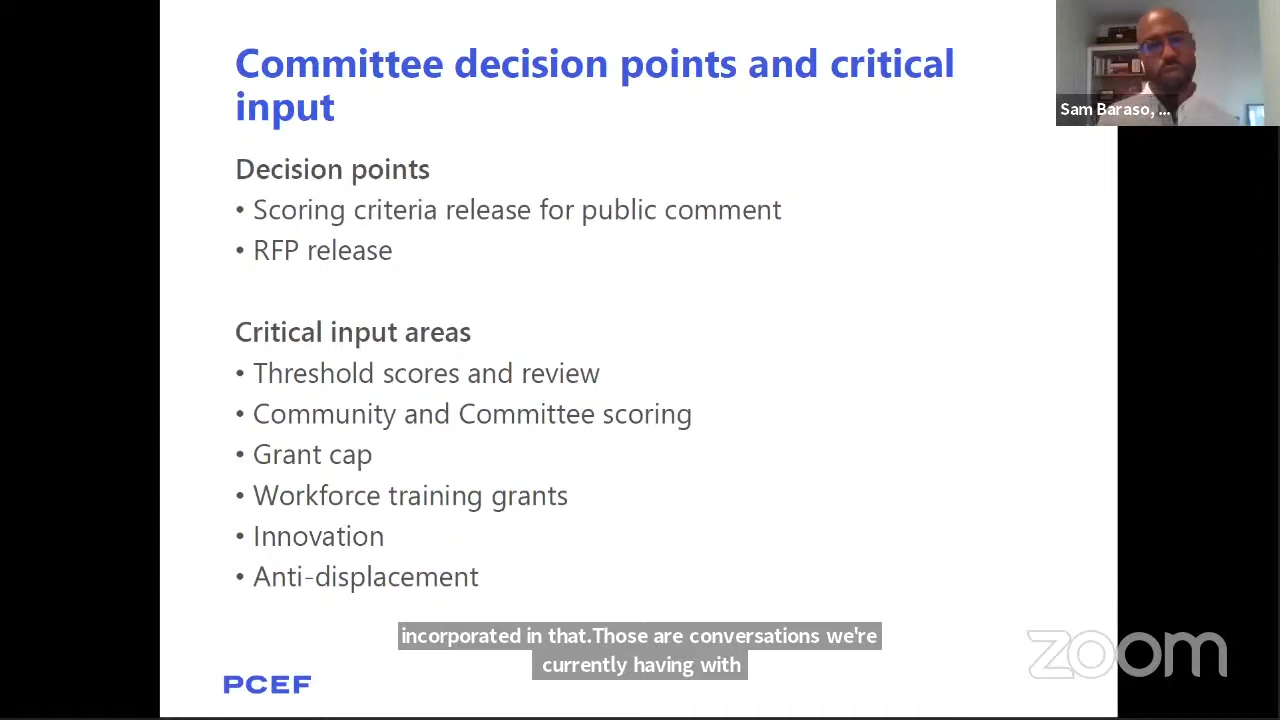 Committee decision points and critical
input
Sam Baraso, ...
Decision points
• Scoring criteria release for public comment
• RFP release
Critical input areas
• Threshold scores and review
• Community and Committee scoring
• Grant cap
• Workforce training grants
• Innovation
• Anti-displacement
incorporated in that.Those are conversations we're
currently having with
PCEF
zoom